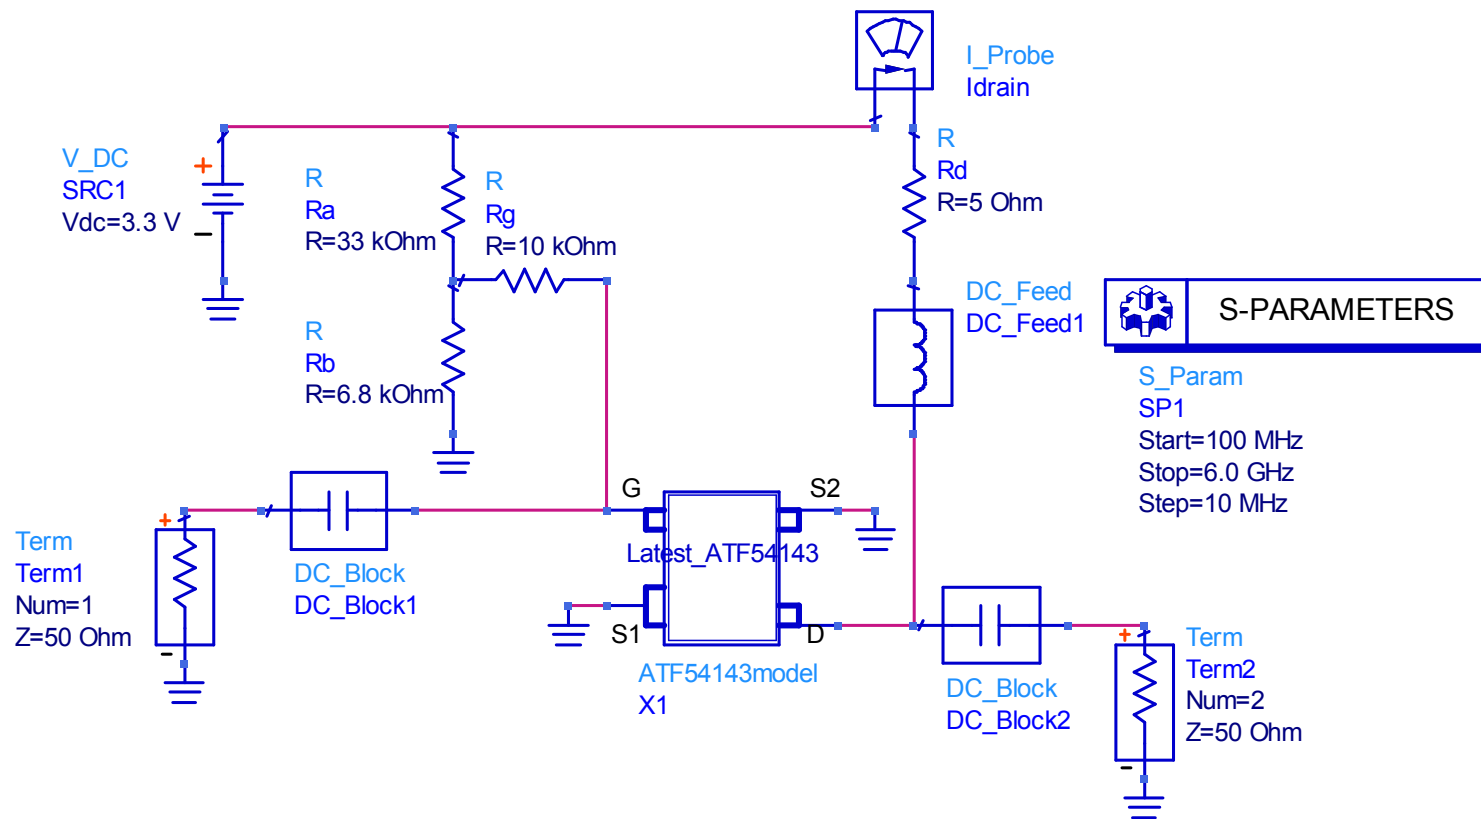 I_Probe
Idrain
V_DC
SRC1
Vdc=3.3 V
+
−
R
Ra
R=33 kOhm
R
Rg
R=10 kOhm
R
Rd
R=5 Ohm
R
Rb
R=6.8 kOhm
DC_Feed
DC_Feed1
S-PARAMETERS
S_Param
SP1
Start=100 MHz
Stop=6.0 GHz
Step=10 MHz
Term
Term1
Num=1
Z=50 Ohm
+
-
DC_Block
DC_Block1
G
S2
Latest_ATF54143
S1
D
ATF54143model
X1
DC_Block
DC_Block2
+
-
Term
Term2
Num=2
Z=50 Ohm